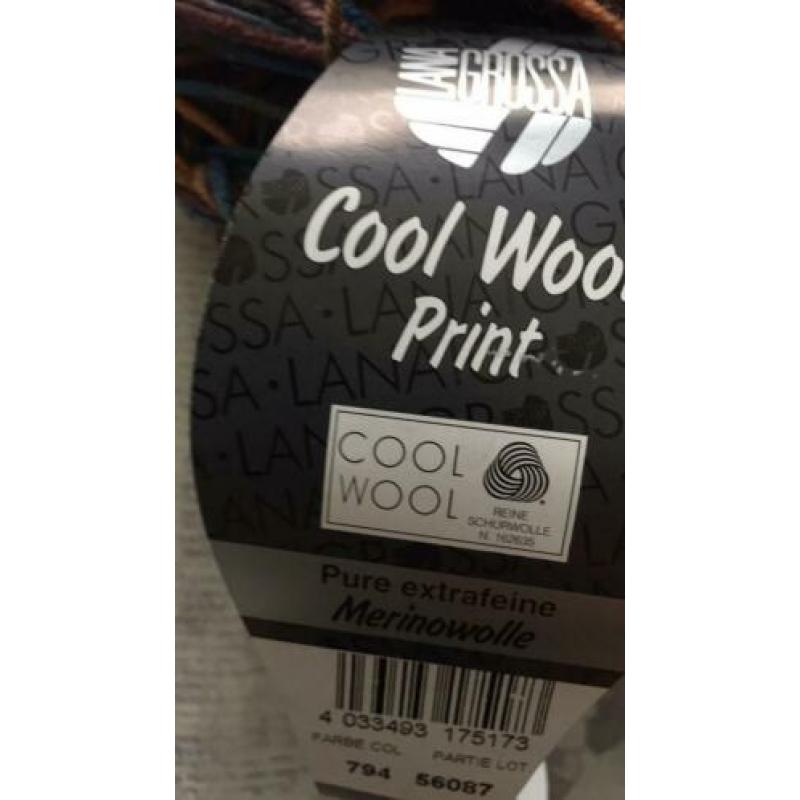 LANA
GROSSA
Cool Wool
Print
COOL
WOOL
REINE
SCHURWOLLE
N. 162635
Pure extrafeine
Merinowolle
4 033493 175173
FARBE COL PARTIE LOT
794 56087